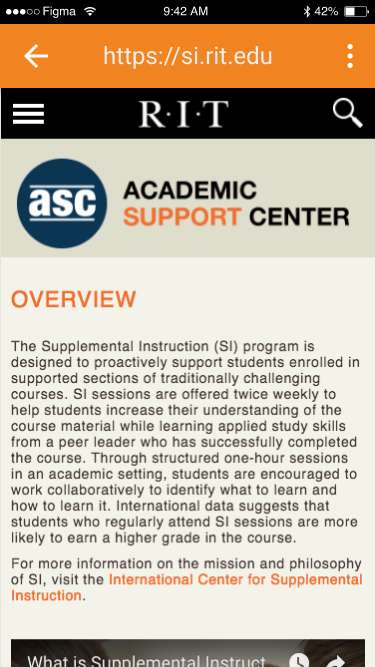 Figma 9:42 AM 42%
https://si.rit.edu
R·I·T
asc
ACADEMIC
SUPPORT CENTER
OVERVIEW
The Supplemental Instruction (SI) program is
designed to proactively support students enrolled in
supported sections of traditionally challenging
courses. SI sessions are offered twice weekly to
help students increase their understanding of the
course material while learning applied study skills
from a peer leader who has successfully completed
the course. Through structured one-hour sessions
in an academic setting, students are encouraged to
work collaboratively to identify what to learn and
how to learn it. International data suggests that
students who regularly attend SI sessions are more
likely to earn a higher grade in the course.
For more information on the mission and philosophy
of SI, visit the International Center for Supplemental
Instruction.
What is Supplemental Instruct